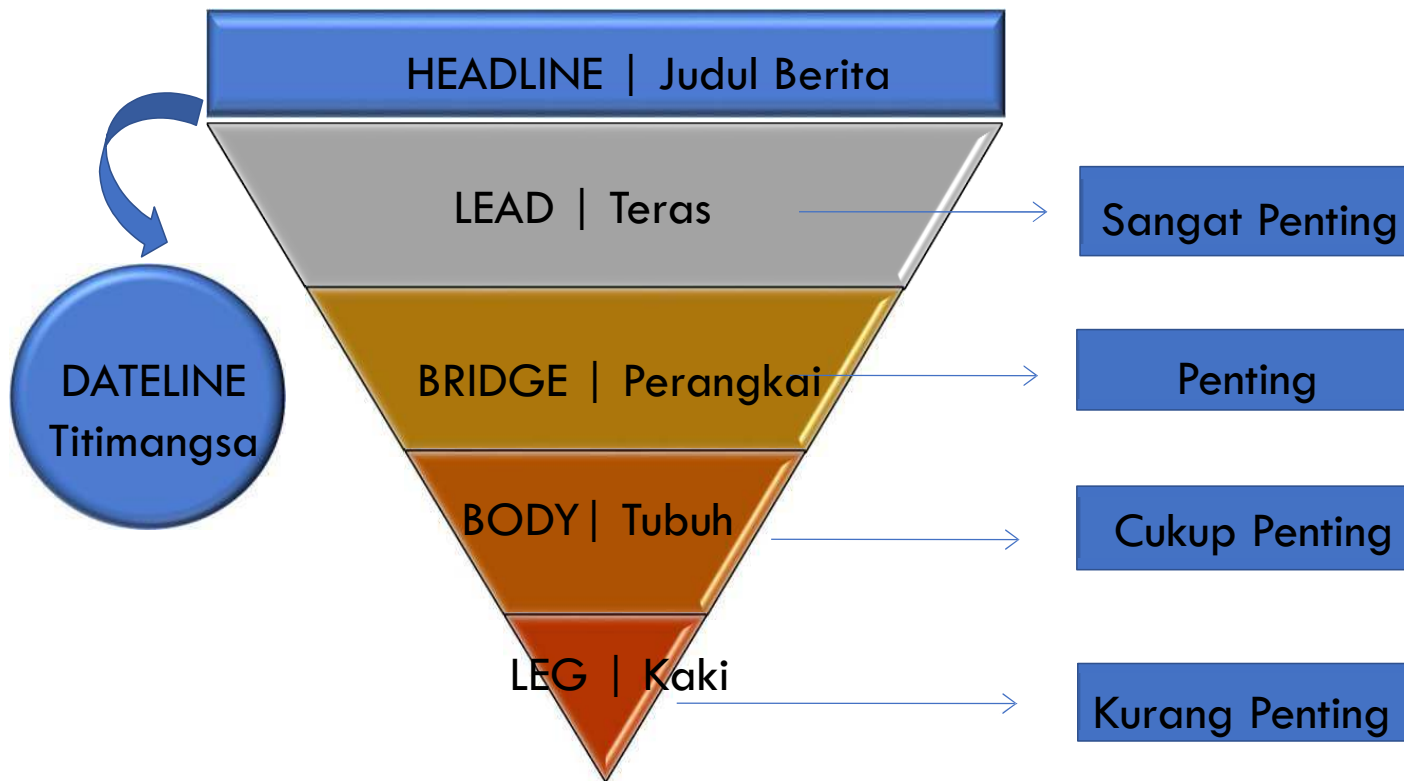 HEADLINE | Judul Berita
LEAD | Teras
Sangat Penting
DATELINE
Titimangsa
BRIDGE | Perangkai
Penting
BODY| Tubuh
Cukup Penting
LEG | Kaki
Kurang Penting